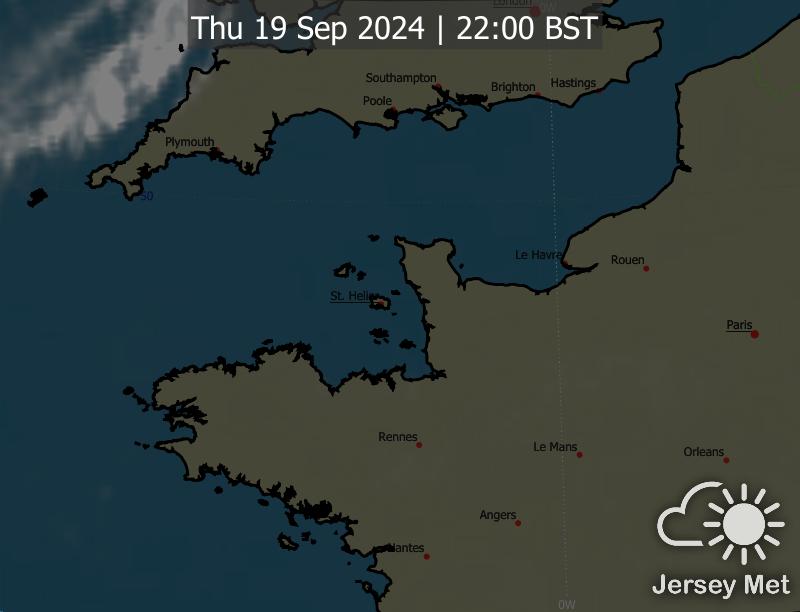 London
0W
Thu 19 Sep 2024 | 22:00 BST
Southampton
Brighton
Hastings
Poole
Plymouth
50
Le Havre
Rouen
St. Helier
Paris
Rennes
Le Mans
Orleans
Angers
Nantes
Jersey Met
0W